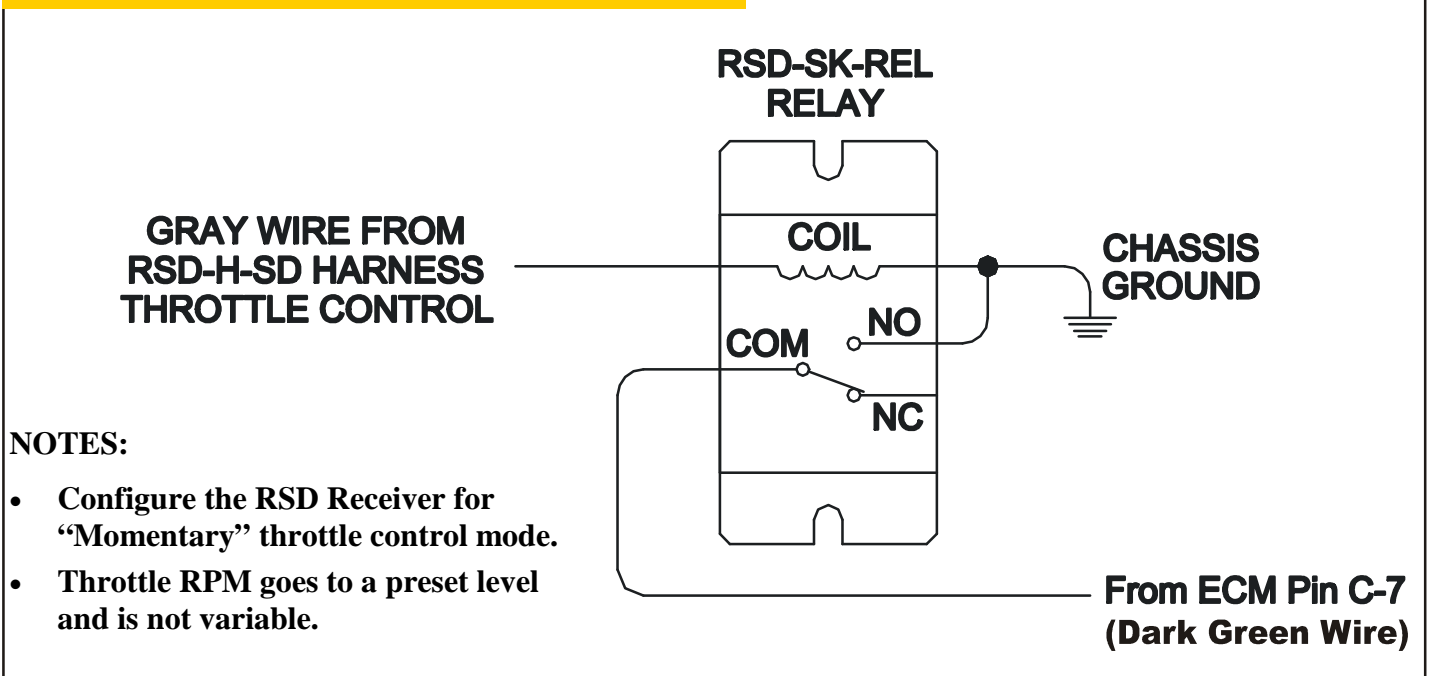 RSD-SK-REL
RELAY
GRAY WIRE FROM
RSD-H-SD HARNESS
THROTTLE CONTROL
COIL
CHASSIS
GROUND
NO
COM
NC
NOTES:
• Configure the RSD Receiver for
“Momentary” throttle control mode.
• Throttle RPM goes to a preset level
and is not variable.
From ECM Pin C-7
(Dark Green Wire)